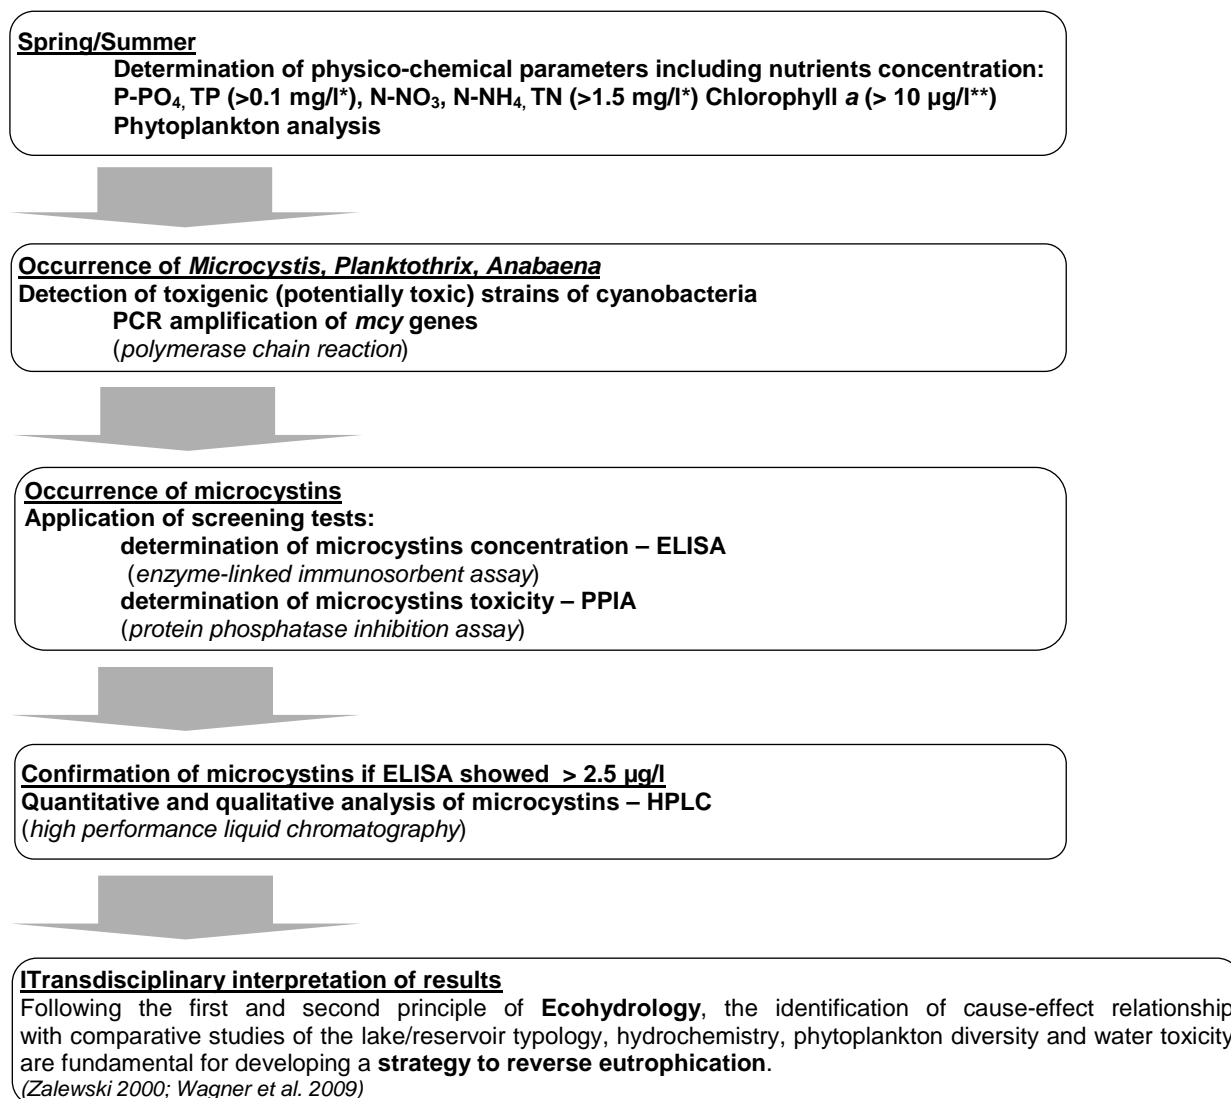 Spring/Summer
Determination of physico-chemical parameters including nutrients concentration:
P-PO₄, TP (>0.1 mg/l*), N-NO₃, N-NH₄, TN (>1.5 mg/l*) Chlorophyll a (> 10 µg/l**)
Phytoplankton analysis
Occurrence of Microcystis, Planktothrix, Anabaena
Detection of toxigenic (potentially toxic) strains of cyanobacteria
PCR amplification of mcy genes
(polymerase chain reaction)
Occurrence of microcystins
Application of screening tests:
determination of microcystins concentration – ELISA
(enzyme-linked immunosorbent assay)
determination of microcystins toxicity – PPIA
(protein phosphatase inhibition assay)
Confirmation of microcystins if ELISA showed > 2.5 µg/l
Quantitative and qualitative analysis of microcystins – HPLC
(high performance liquid chromatography)
ITransdisciplinary interpretation of results
Following the first and second principle of Ecohydrology, the identification of cause-effect relationship
with comparative studies of the lake/reservoir typology, hydrochemistry, phytoplankton diversity and water toxicity
are fundamental for developing a strategy to reverse eutrophication.
(Zalewski 2000; Wagner et al. 2009)